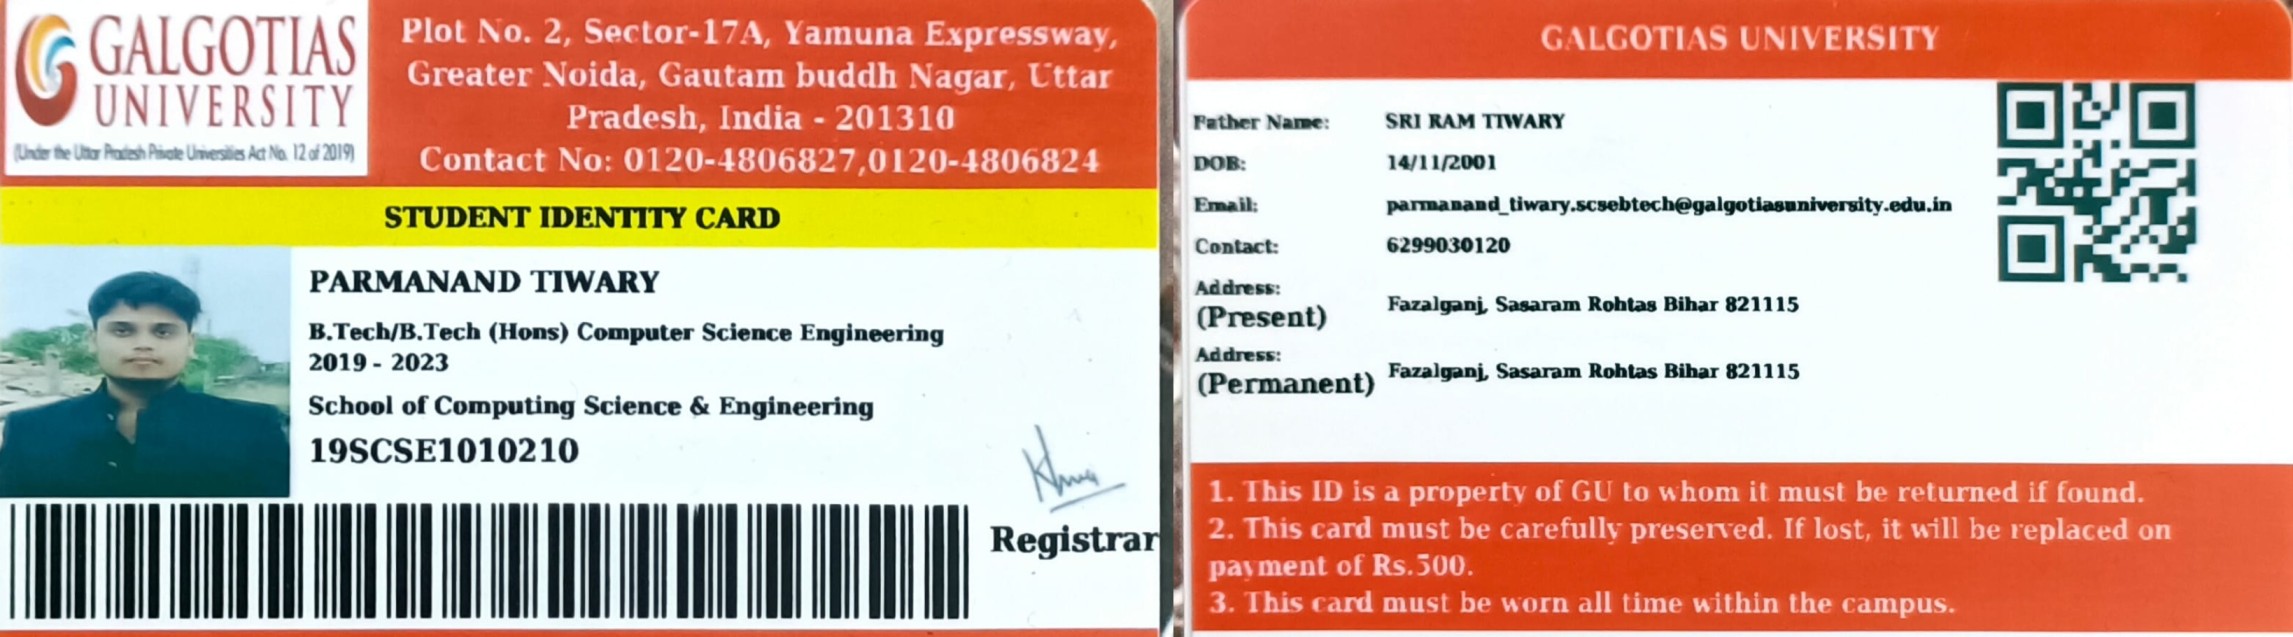 GALGOTIAS
UNIVERSITY
(Under the Uttar Pradesh Private Universities Act No. 12 of 2019)
Plot No. 2, Sector-17A, Yamuna Expressway,
Greater Noida, Gautam buddh Nagar, Uttar
Pradesh, India - 201310
Contact No: 0120-4806827,0120-4806824
STUDENT IDENTITY CARD
PARMANAND TIWARY
B.Tech/B.Tech (Hons) Computer Science Engineering
2019 - 2023
School of Computing Science & Engineering
19SCSE1010210
Registrar
GALGOTIAS UNIVERSITY
Father Name: SRI RAM TIWARY
DOB: 14/11/2001
Email: parmanand_tiwary.scsebtech@galgotiasuniversity.edu.in
Contact: 6299030120
Address:
(Present) Fazalganj, Sasaram Rohtas Bihar 821115
Address:
(Permanent) Fazalganj, Sasaram Rohtas Bihar 821115
1. This ID is a property of GU to whom it must be returned if found.
2. This card must be carefully preserved. If lost, it will be replaced on
payment of Rs.500.
3. This card must be worn all time within the campus.